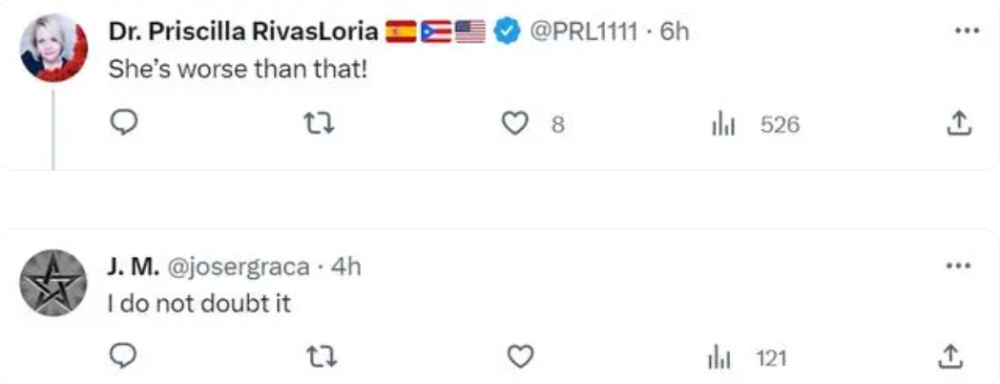 Dr. Priscilla RivasLoria 🇪🇸🇵🇷🇺🇸 @PRL1111 · 6h
She’s worse than that!
8 526
J. M. @josergraca · 4h
I do not doubt it
121